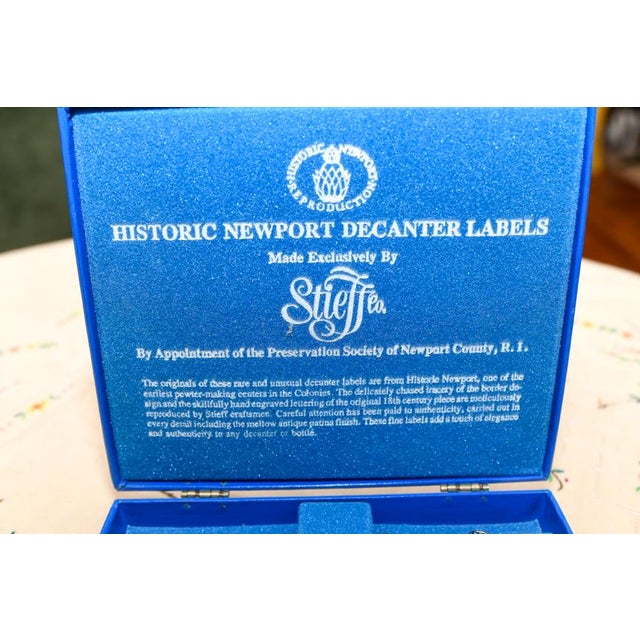 HISTORIC NEWPORT
REPRODUCTION
HISTORIC NEWPORT DECANTER LABELS
Made Exclusively By
Stieff Co.
By Appointment of the Preservation Society of Newport County, R. I.
The originals of these rare and unusual decanter labels are from Historic Newport, one of the
earliest pewter-making centers in the Colonies. The delicately chased tracery of the border de-
sign and the skillfully hand engraved lettering of the original 18th century piece are meticulously
reproduced by Stieff craftsmen. Careful attention has been paid to authenticity, carried out in
every detail including the mellow antique patina finish. These fine labels add a touch of elegance
and authenticity to any decanter or bottle.